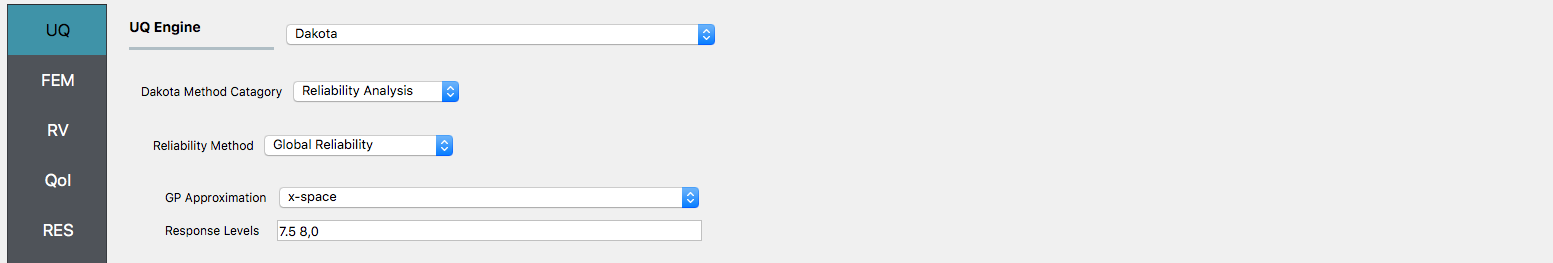 UQ
FEM
RV
QoI
RES
UQ Engine
Dakota
Dakota Method Catagory
Reliability Analysis
Reliability Method
Global Reliability
GP Approximation
x-space
Response Levels
7.5 8,0